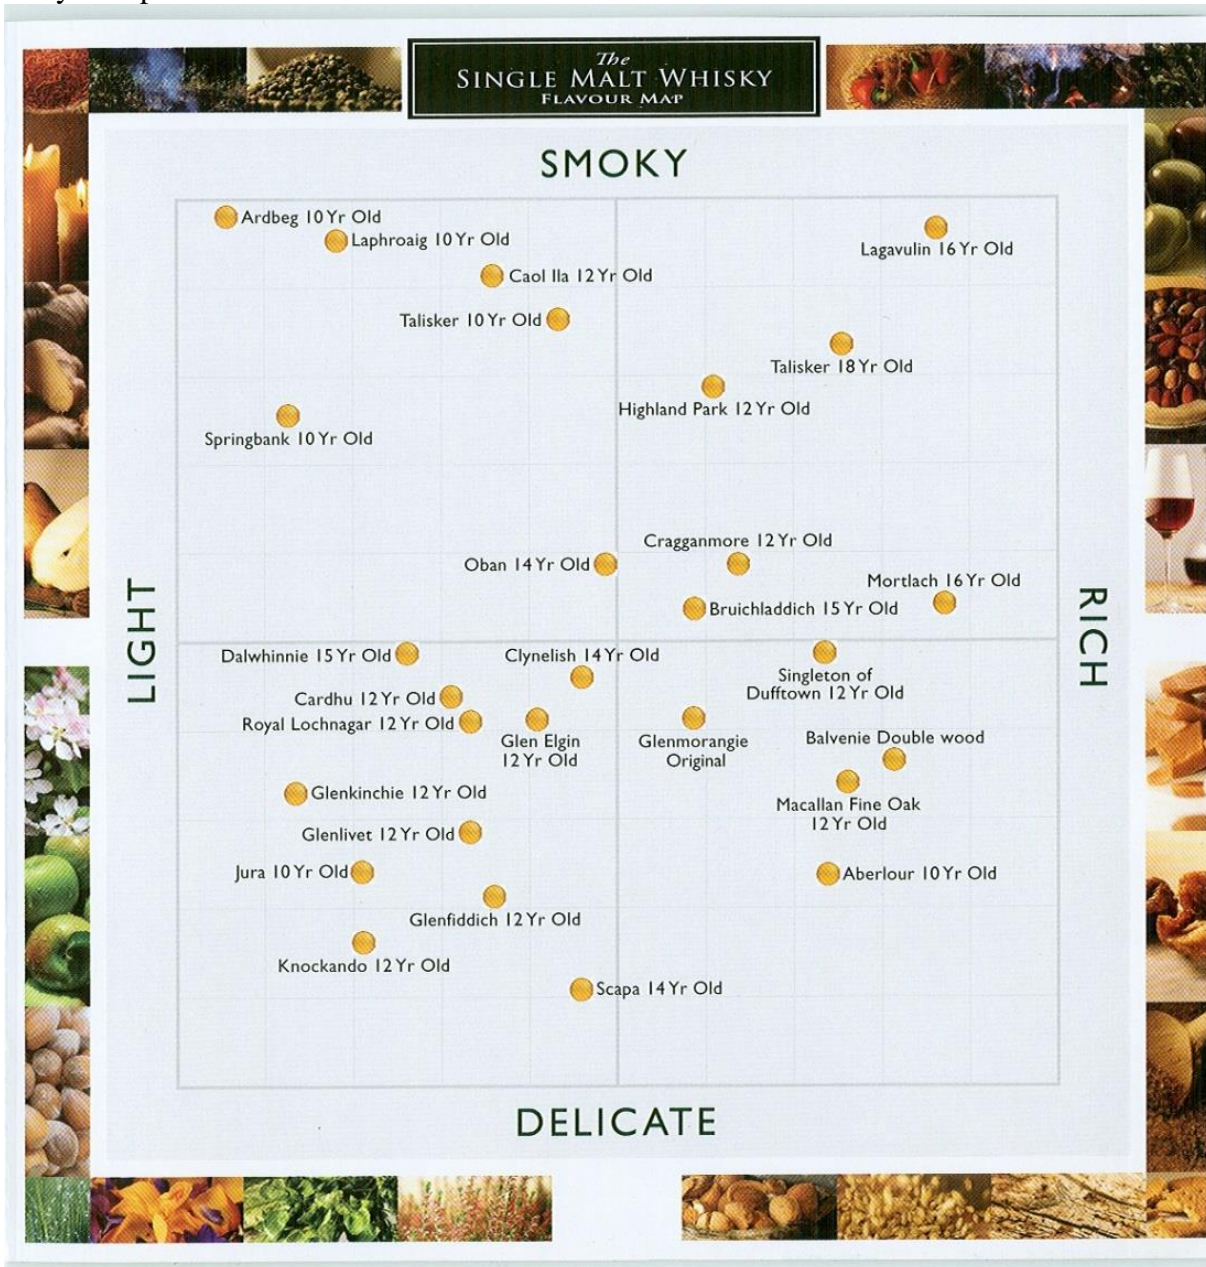 The
SINGLE MALT WHISKY
FLAVOUR MAP
SMOKY
Ardbeg 10 Yr Old
Laphroaig 10 Yr Old
Lagavulin 16 Yr Old
Caol Ila 12 Yr Old
Talisker 10 Yr Old
Talisker 18 Yr Old
Highland Park 12 Yr Old
Springbank 10 Yr Old
Cragganmore 12 Yr Old
Oban 14 Yr Old
Mortlach 16 Yr Old
Bruichladdich 15 Yr Old
LIGHT
RICH
Dalwhinnie 15 Yr Old
Clynelish 14 Yr Old
Singleton of
Dufftown 12 Yr Old
Cardhu 12 Yr Old
Royal Lochnagar 12 Yr Old
Glen Elgin
12 Yr Old
Glenmorangie
Original
Balvenie Double wood
Glenkinchie 12 Yr Old
Macallan Fine Oak
12 Yr Old
Glenlivet 12 Yr Old
Jura 10 Yr Old
Aberlour 10 Yr Old
Glenfiddich 12 Yr Old
Knockando 12 Yr Old
Scapa 14 Yr Old
DELICATE